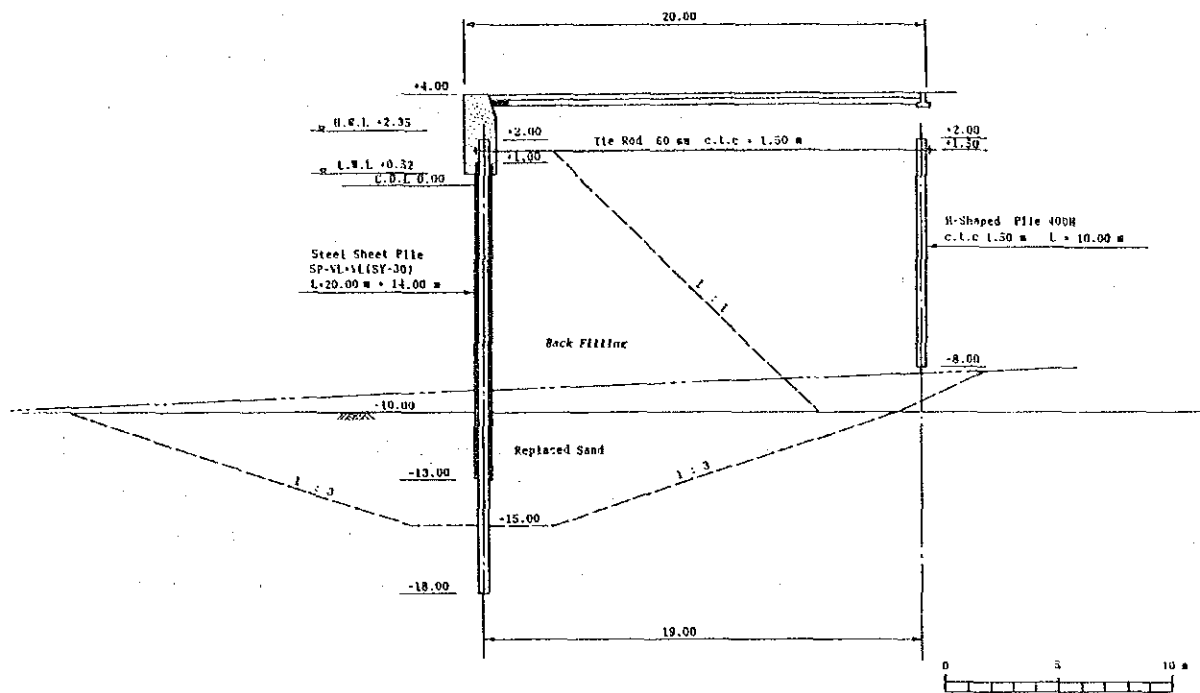 20.00
+4.00
H.W.L +2.35
+2.00
+1.00
Tie Rod 60 mm c.t.c = 1.50 m
+2.00
+1.50
L.W.L +0.52
C.D.L 0.00
H-Shaped Pile 400H
c.t.c 1.50 m L = 10.00 m
Steel Sheet Pile
L=20.00 m + 14.00 m
1 : 1
Back Filling
-8.00
-10.00
Replaced Sand
1 : 3
1 : 3
-13.00
-15.00
-18.00
19.00
0 5 10 m